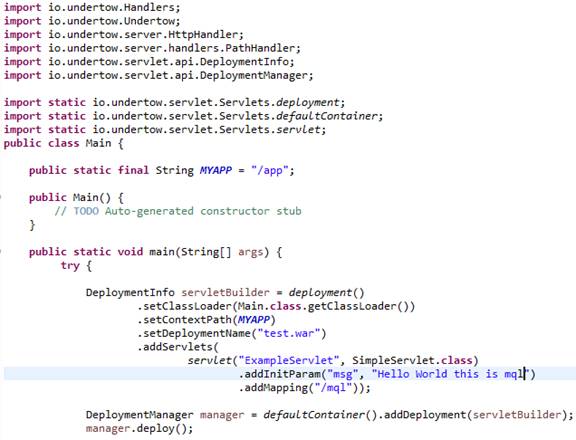 import io.undertow.Handlers;
import io.undertow.Undertow;
import io.undertow.server.HttpHandler;
import io.undertow.server.handlers.PathHandler;
import io.undertow.servlet.api.DeploymentInfo;
import io.undertow.servlet.api.DeploymentManager;

import static io.undertow.servlet.Servlets.deployment;
import static io.undertow.servlet.Servlets.defaultContainer;
import static io.undertow.servlet.Servlets.servlet;
public class Main {

    public static final String MYAPP = "/app";

    public Main() {
        // TODO Auto-generated constructor stub
    }

    public static void main(String[] args) {
         try {

             DeploymentInfo servletBuilder = deployment()
                     .setClassLoader(Main.class.getClassLoader())
                     .setContextPath(MYAPP)
                     .setDeploymentName("test.war")
                     .addServlets(
                             servlet("ExampleServlet", SimpleServlet.class)
                                     .addInitParam("msg", "Hello World this is mql")
                                     .addMapping("/mql"));

             DeploymentManager manager = defaultContainer().addDeployment(servletBuilder);
             manager.deploy();